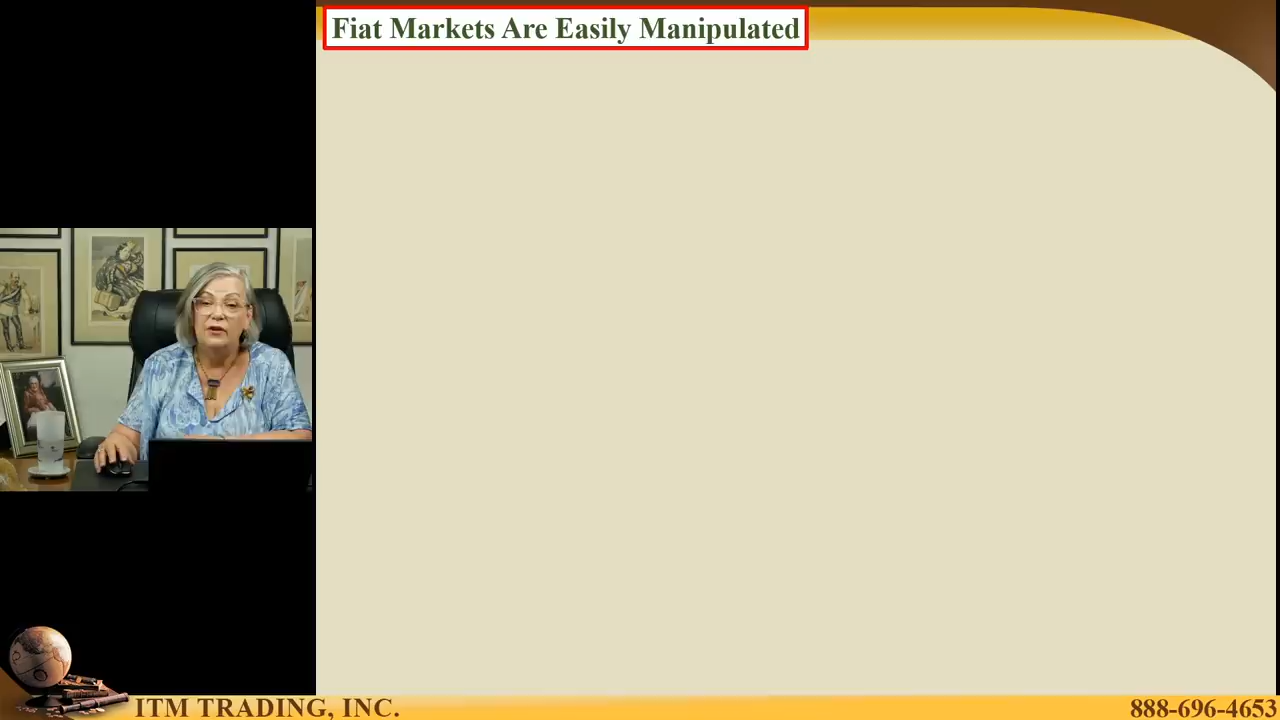 Fiat Markets Are Easily Manipulated
ITM TRADING, INC.
888-696-4653